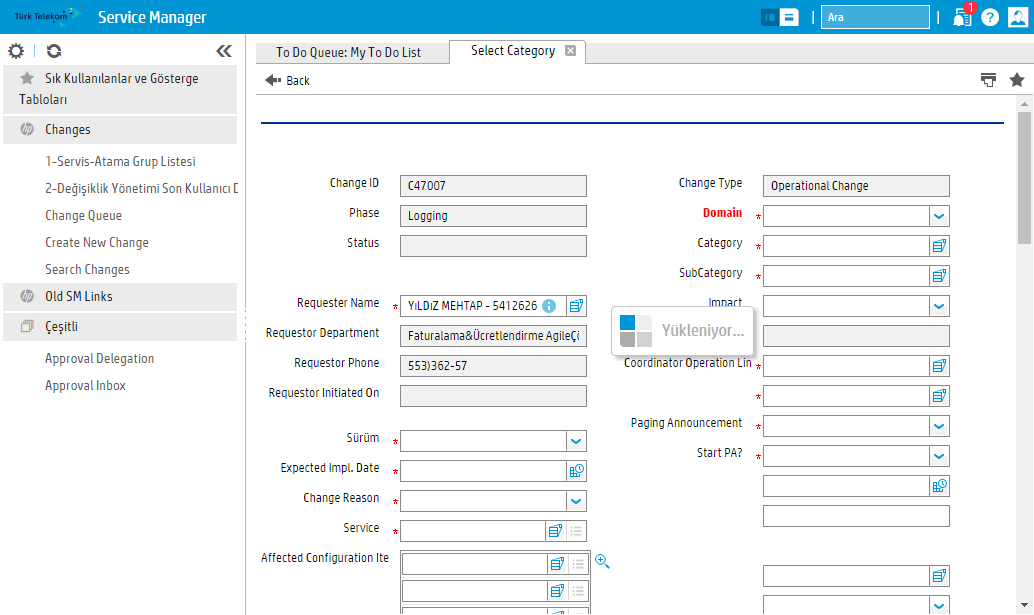 Türk Telekom
Service Manager
Ara
1
To Do Queue: My To Do List
Select Category
Sık Kullanılanlar ve Gösterge
Tabloları
Changes
1-Servis-Atama Grup Listesi
2-Değişiklik Yönetimi Son Kullanıcı D
Change Queue
Create New Change
Search Changes
Old SM Links
Çeşitli
Approval Delegation
Approval Inbox
Back
Change ID
C47007
Phase
Logging
Status
Requester Name
* YıLDıZ MEHTAP - 5412626
Requestor Department
Faturalama&Ücretlendirme AgileÇi
Requestor Phone
553)362-57
Requestor Initiated On
Sürüm *
Expected Impl. Date *
Change Reason *
Service *
Affected Configuration Ite
Change Type
Operational Change
Domain *
Category *
SubCategory *
Impact
Yükleniyor...
Coordinator Operation Lin *
*
Paging Announcement *
Start PA? *